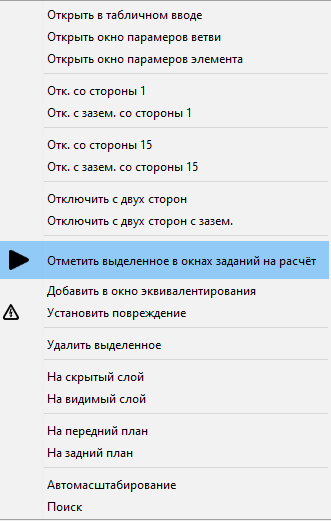 Открыть в табличном вводе
Открыть окно парамеров ветви
Открыть окно парамеров элемента
Отк. со стороны 1
Отк. с зазем. со стороны 1
Отк. со стороны 15
Отк. с зазем. со стороны 15
Отключить с двух сторон
Отключить с двух сторон с зазем.
Отметить выделенное в окнах заданий на расчёт
Добавить в окно эквивалентирования
Установить повреждение
Удалить выделенное
На скрытый слой
На видимый слой
На передний план
На задний план
Автомасштабирование
Поиск